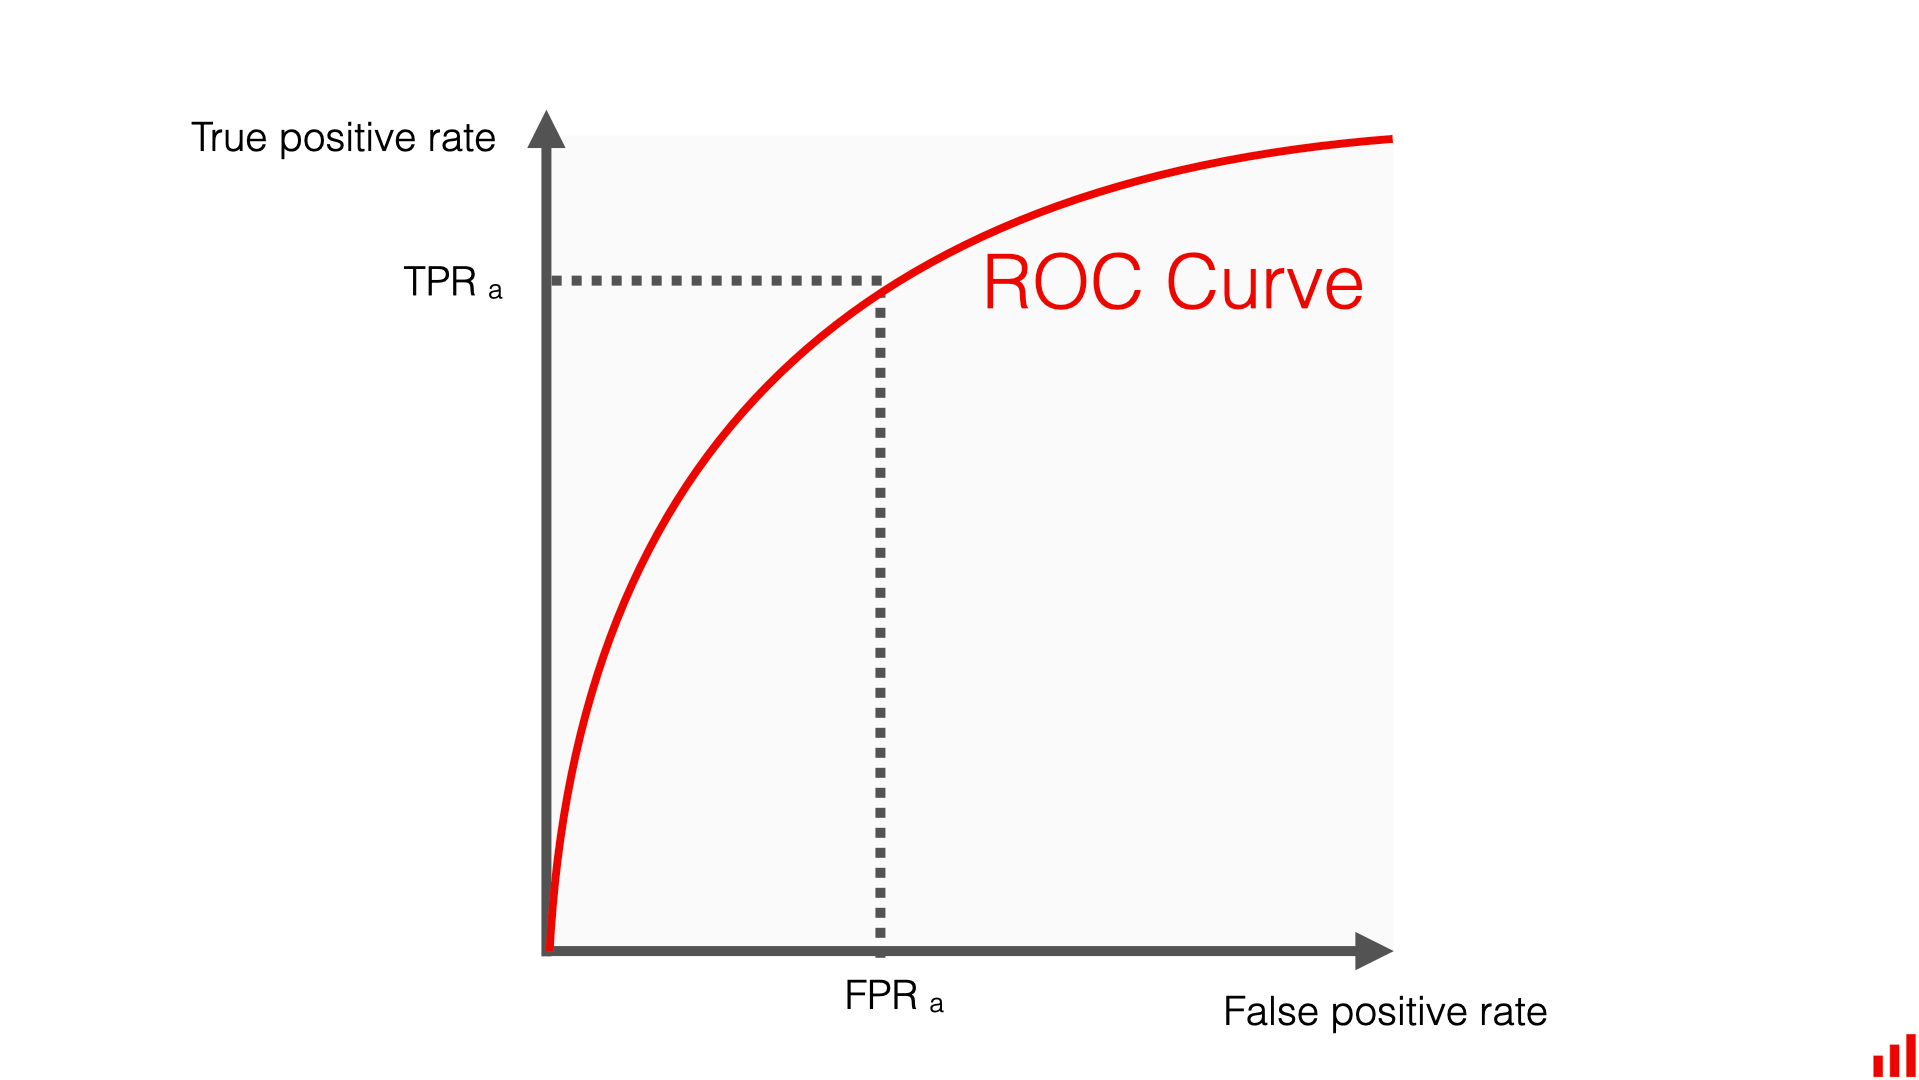 True positive rate
TPR a
ROC Curve
FPR a
False positive rate